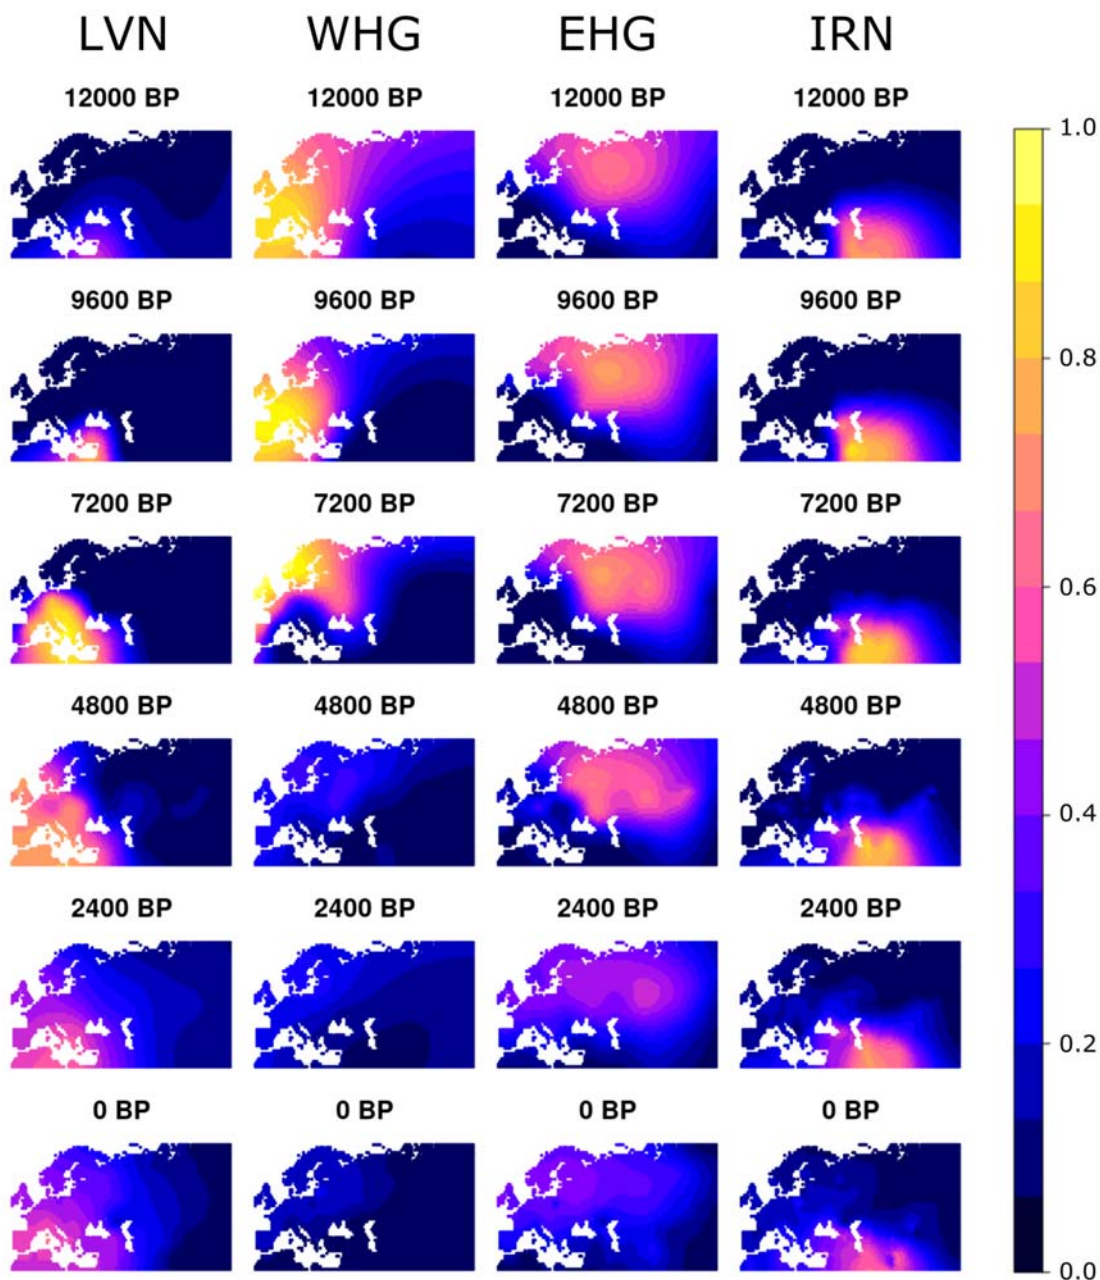 LVN WHG EHG IRN
12000 BP 12000 BP 12000 BP 12000 BP
1.0
9600 BP 9600 BP 9600 BP 9600 BP
0.8
7200 BP 7200 BP 7200 BP 7200 BP
0.6
4800 BP 4800 BP 4800 BP 4800 BP
0.4
2400 BP 2400 BP 2400 BP 2400 BP
0.2
0 BP 0 BP 0 BP 0 BP
0.0